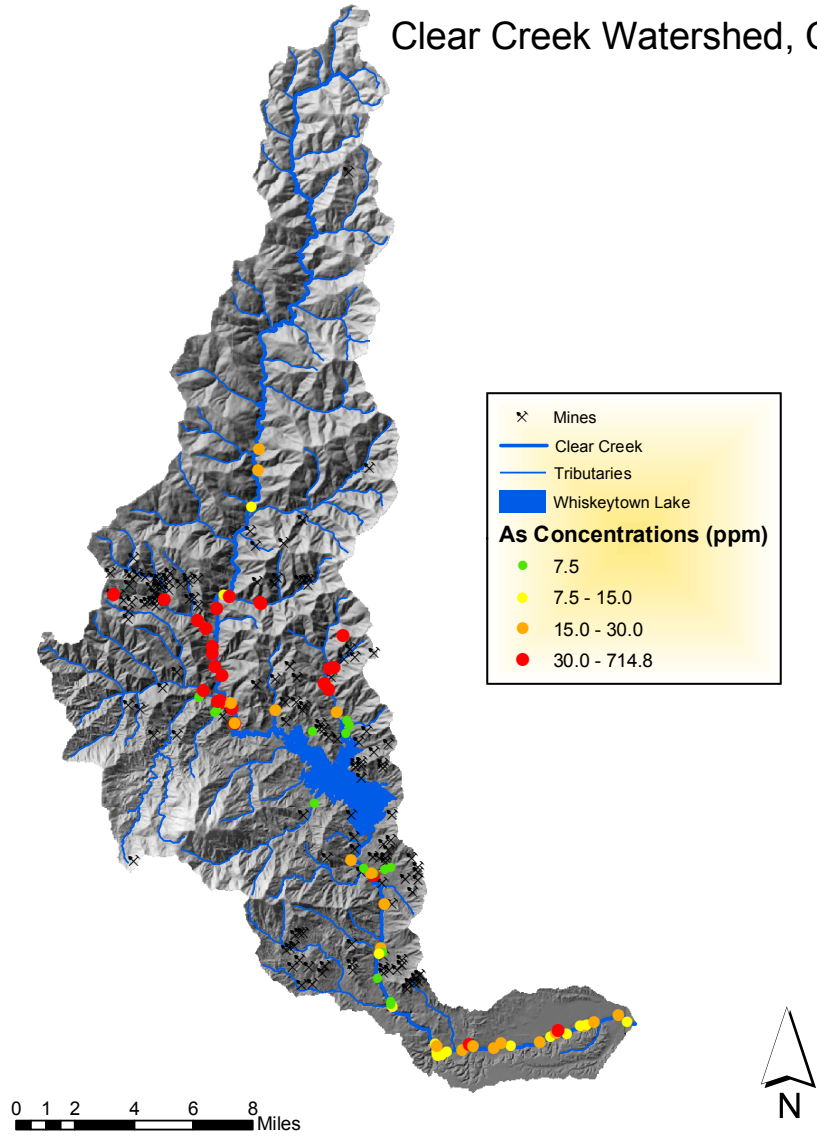 Clear Creek Watershed, C
Mines
Clear Creek
Tributaries
Whiskeytown Lake
As Concentrations (ppm)
7.5
7.5 - 15.0
15.0 - 30.0
30.0 - 714.8
0 1 2 4 6 8
Miles
N